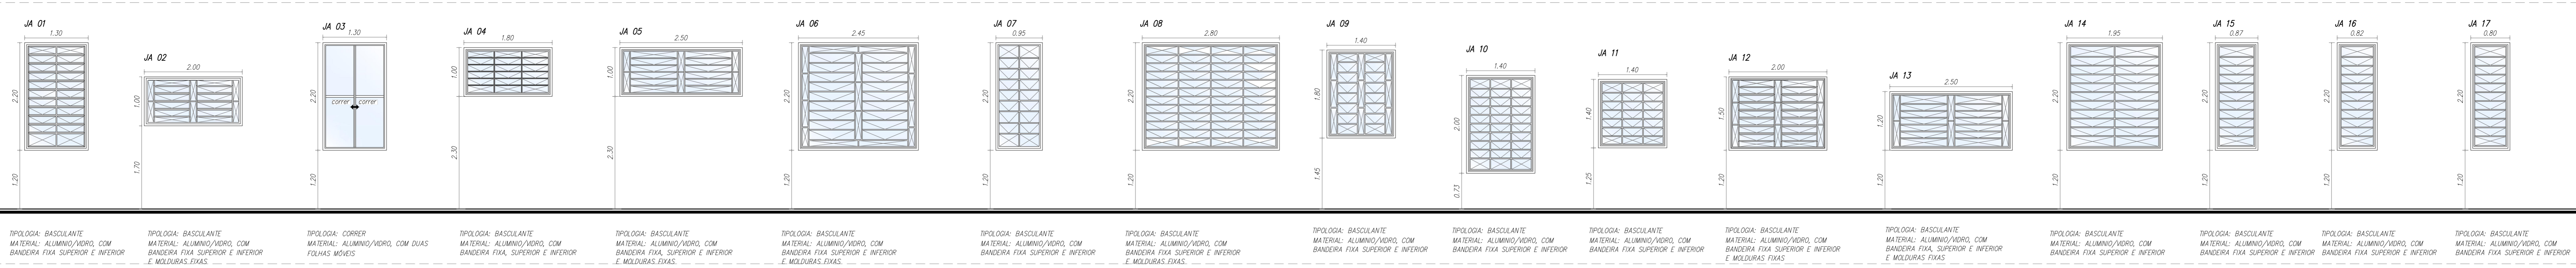 JA 01
1.30
2.20
1.20
TIPOLOGIA: BASCULANTE
MATERIAL: ALUMINIO/VIDRO, COM
BANDEIRA FIXA SUPERIOR E INFERIOR
JA 02
2.00
1.00
1.70
TIPOLOGIA: BASCULANTE
MATERIAL: ALUMINIO/VIDRO, COM
BANDEIRA FIXA SUPERIOR E INFERIOR
E MOLDURAS FIXAS
JA 03
1.30
2.20
correr correr
1.20
TIPOLOGIA: CORRER
MATERIAL: ALUMINIO/VIDRO, COM DUAS
FOLHAS MÓVEIS
JA 04
1.80
1.00
2.30
TIPOLOGIA: BASCULANTE
MATERIAL: ALUMINIO/VIDRO, COM
BANDEIRA FIXA, SUPERIOR E INFERIOR
JA 05
2.50
1.00
2.30
TIPOLOGIA: BASCULANTE
MATERIAL: ALUMINIO/VIDRO, COM
BANDEIRA FIXA, SUPERIOR E INFERIOR
E MOLDURAS FIXAS
JA 06
2.45
2.20
1.20
TIPOLOGIA: BASCULANTE
MATERIAL: ALUMINIO/VIDRO, COM
BANDEIRA FIXA SUPERIOR E INFERIOR
E MOLDURAS FIXAS
JA 07
0.95
2.20
1.20
TIPOLOGIA: BASCULANTE
MATERIAL: ALUMINIO/VIDRO, COM
BANDEIRA FIXA SUPERIOR E INFERIOR
JA 08
2.80
2.20
1.20
TIPOLOGIA: BASCULANTE
MATERIAL: ALUMINIO/VIDRO, COM
BANDEIRA FIXA SUPERIOR E INFERIOR
E MOLDURAS FIXAS
JA 09
1.40
1.80
1.45
TIPOLOGIA: BASCULANTE
MATERIAL: ALUMINIO/VIDRO, COM
BANDEIRA FIXA SUPERIOR E INFERIOR
JA 10
1.40
2.00
0.73
TIPOLOGIA: BASCULANTE
MATERIAL: ALUMINIO/VIDRO, COM
BANDEIRA FIXA SUPERIOR E INFERIOR
JA 11
1.40
1.40
1.25
TIPOLOGIA: BASCULANTE
MATERIAL: ALUMINIO/VIDRO, COM
BANDEIRA FIXA SUPERIOR E INFERIOR
JA 12
2.00
1.50
1.20
TIPOLOGIA: BASCULANTE
MATERIAL: ALUMINIO/VIDRO, COM
BANDEIRA FIXA, SUPERIOR E INFERIOR
E MOLDURAS FIXAS
JA 13
2.50
1.20
1.20
TIPOLOGIA: BASCULANTE
MATERIAL: ALUMINIO/VIDRO, COM
BANDEIRA FIXA, SUPERIOR E INFERIOR
E MOLDURAS FIXAS
JA 14
1.95
2.20
1.20
TIPOLOGIA: BASCULANTE
MATERIAL: ALUMINIO/VIDRO, COM
BANDEIRA FIXA SUPERIOR E INFERIOR
JA 15
0.87
2.20
1.20
TIPOLOGIA: BASCULANTE
MATERIAL: ALUMINIO/VIDRO, COM
BANDEIRA FIXA SUPERIOR E INFERIOR
JA 16
0.82
2.20
1.20
TIPOLOGIA: BASCULANTE
MATERIAL: ALUMINIO/VIDRO, COM
BANDEIRA FIXA SUPERIOR E INFERIOR
JA 17
0.80
2.20
1.20
TIPOLOGIA: BASCULANTE
MATERIAL: ALUMINIO/VIDRO, COM
BANDEIRA FIXA SUPERIOR E INFERIOR